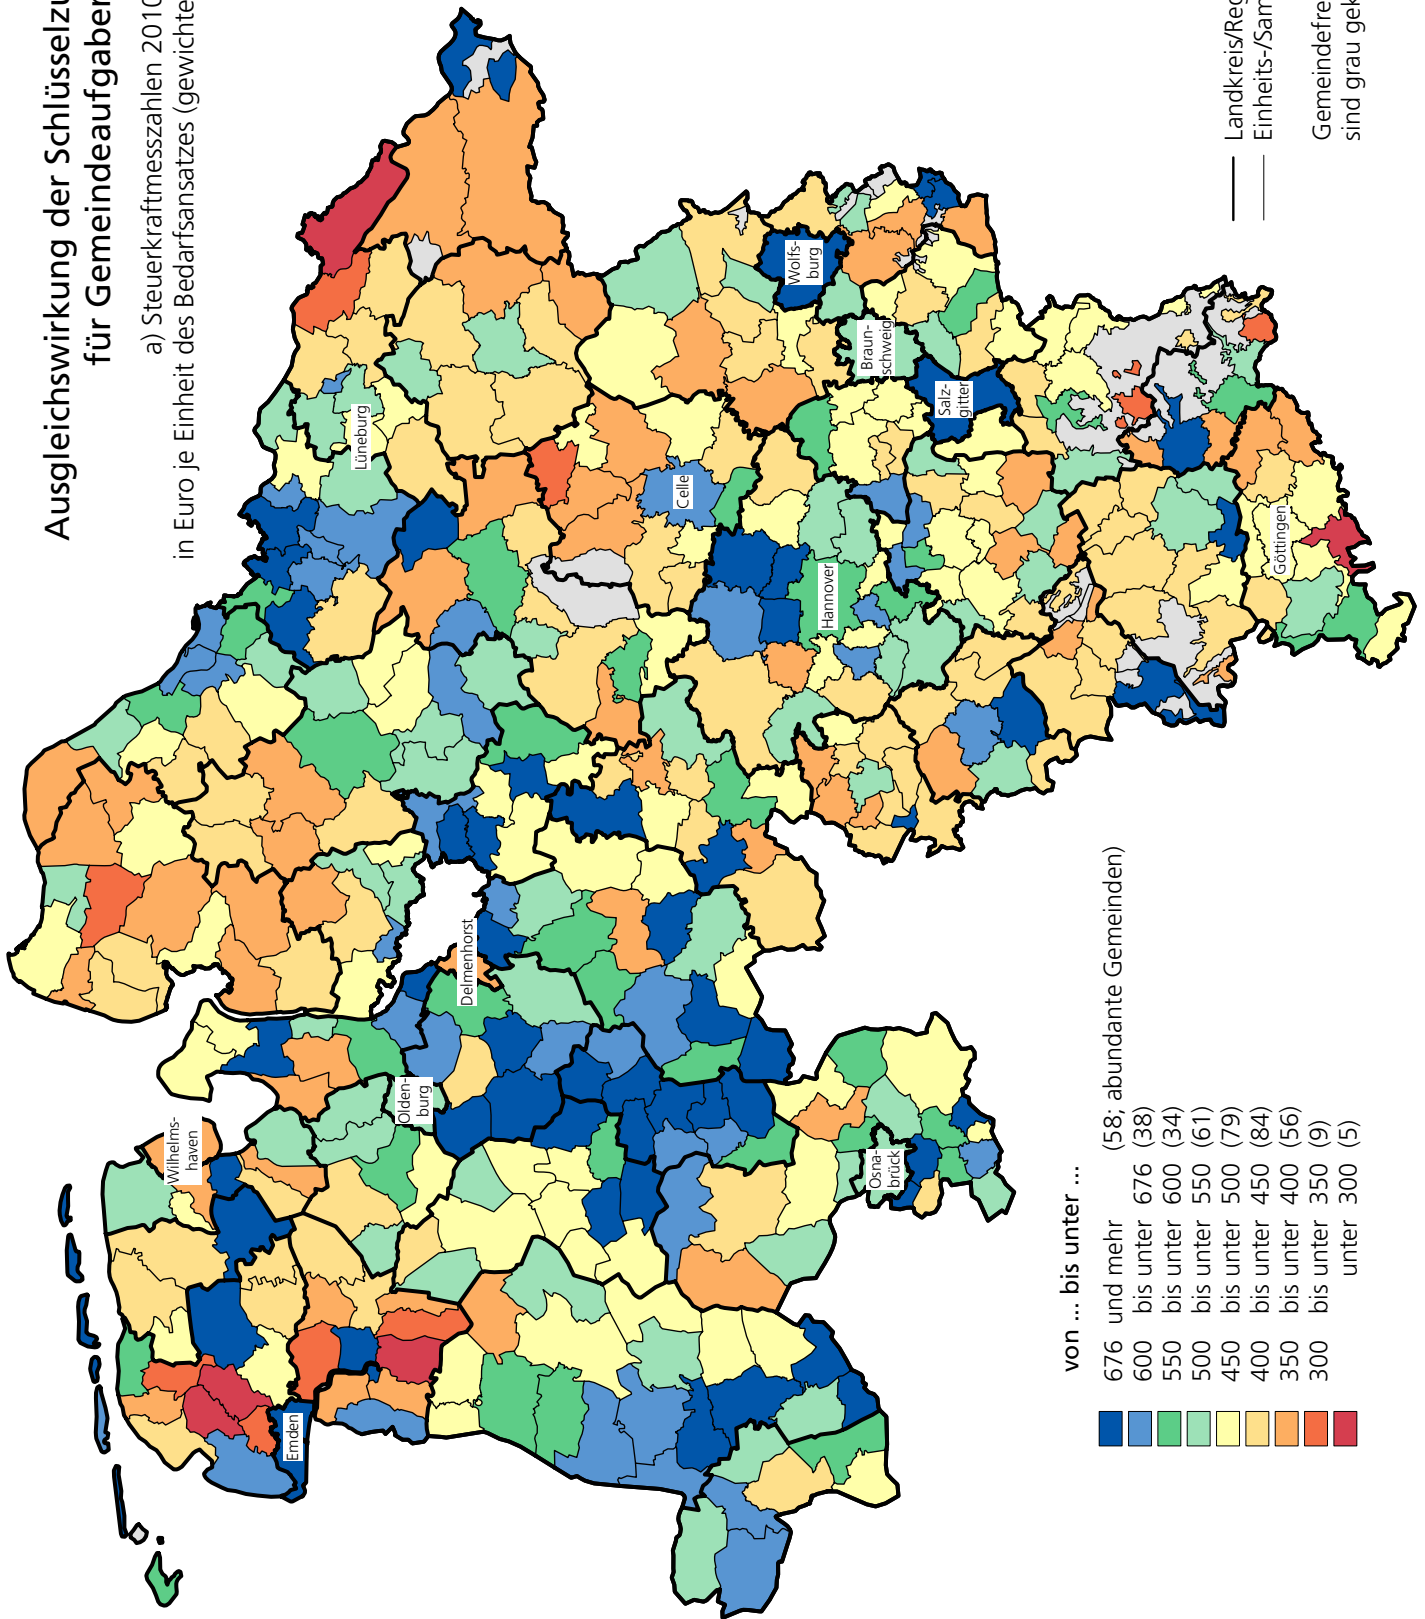 Ausgleichswirkung der Schlüsselzu
für Gemeindeaufgaben
a) Steuerkraftmesszahlen 2010
in Euro je Einheit des Bedarfsansatzes (gewichte
Landkreis/Reg
Einheits-/Sam
Gemeindefre
sind grau gek
Wolfs-
burg
Braun-
schweig
Salz-
gitter
Lüneburg
Celle
Göttingen
Hannover
Delmenhorst
Olden-
burg
Wilhelms-
haven
Osna-
brück
Emden
von ... bis unter ...
676 und mehr (58; abundante Gemeinden)
600 bis unter 676 (38)
550 bis unter 600 (34)
500 bis unter 550 (61)
450 bis unter 500 (79)
400 bis unter 450 (84)
350 bis unter 400 (56)
300 bis unter 350 (9)
unter 300 (5)